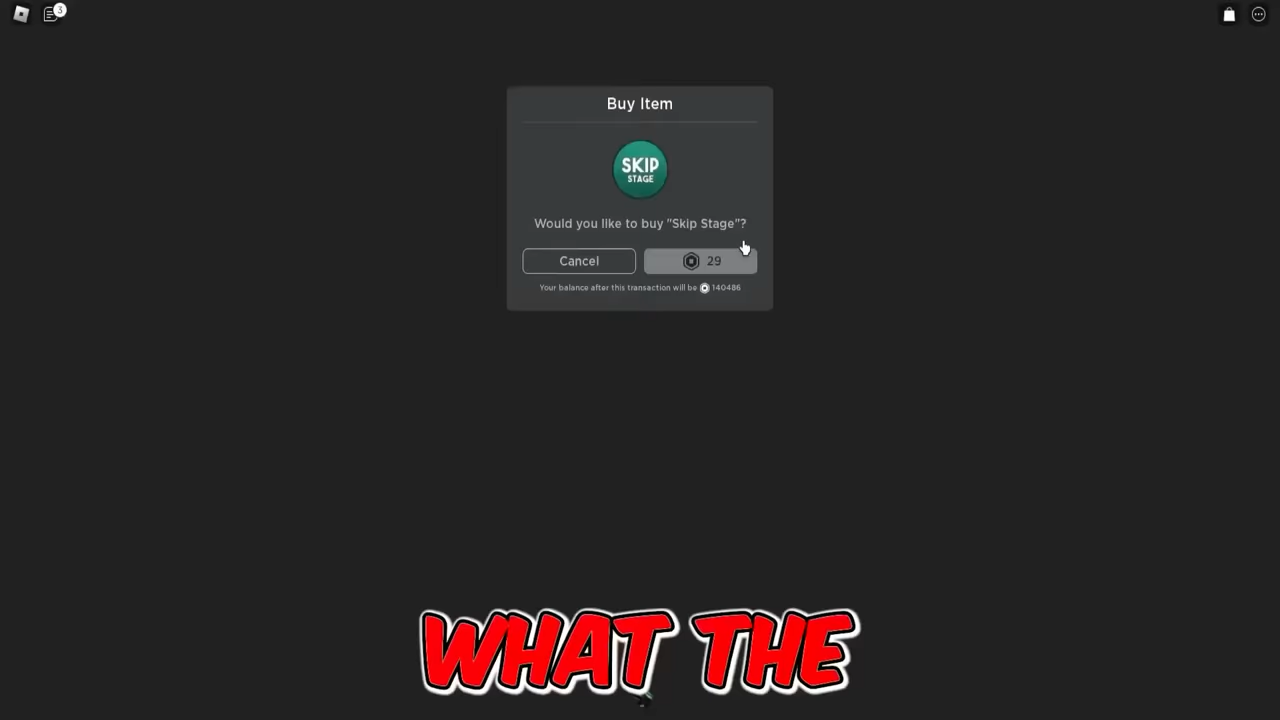 3
Buy Item
SKIP
STAGE
Would you like to buy "Skip Stage"?
Cancel
29
Your balance after this transaction will be 140486
WHAT THE